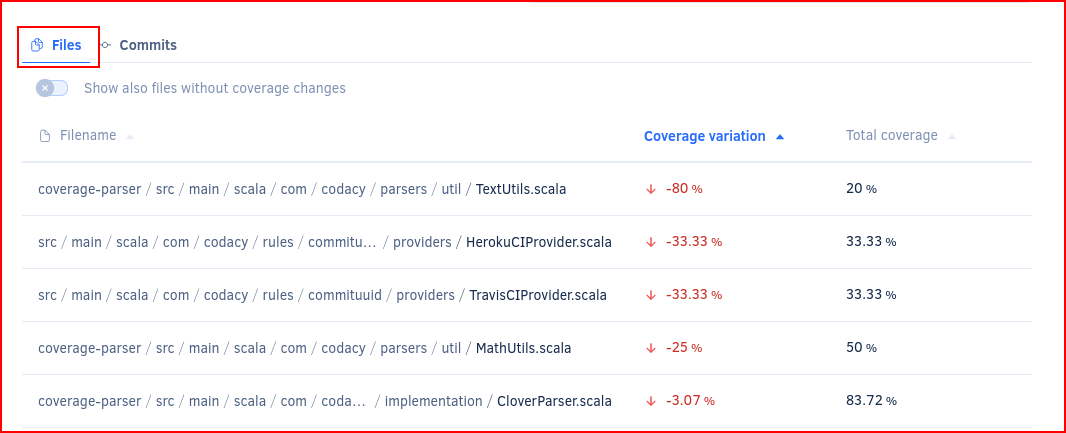 Files Commits
Show also files without coverage changes
Filename Coverage variation Total coverage
coverage-parser / src / main / scala / com / codacy / parsers / util / TextUtils.scala -80 % 20 %
src / main / scala / com / codacy / rules / commitu... / providers / HerokuCIProvider.scala -33.33 % 33.33 %
src / main / scala / com / codacy / rules / commituuid / providers / TravisCIProvider.scala -33.33 % 33.33 %
coverage-parser / src / main / scala / com / codacy / parsers / util / MathUtils.scala -25 % 50 %
coverage-parser / src / main / scala / com / coda... / implementation / CloverParser.scala -3.07 % 83.72 %